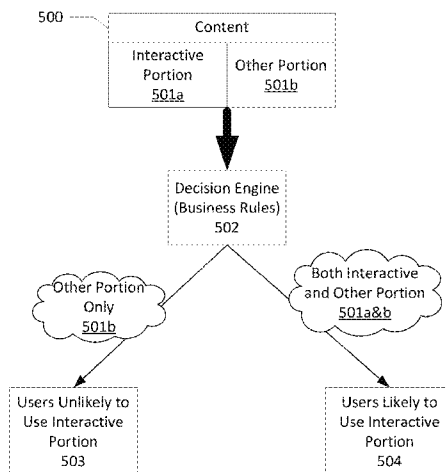 500
Content
Interactive
Portion
501a
Other Portion
501b
Decision Engine
(Business Rules)
502
Other Portion
Only
501b
Both Interactive
and Other Portion
501a&b
Users Unlikely to
Use Interactive
Portion
503
Users Likely to
Use Interactive
Portion
504